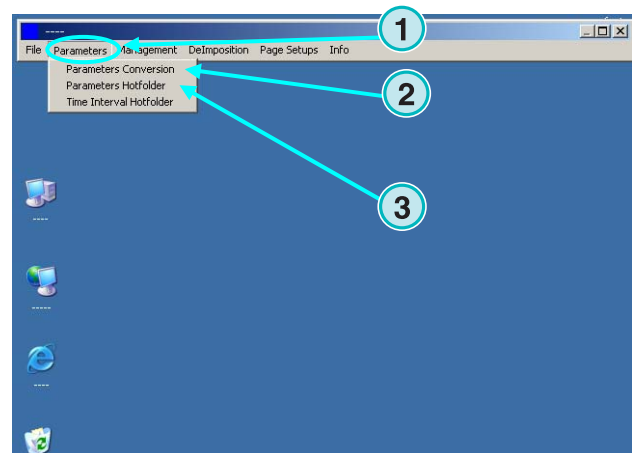 ----
1
File Parameters Management DeImposition Page Setups Info
Parameters Conversion
2
Parameters Hotfolder
Time Interval Hotfolder
3
----
-----
----